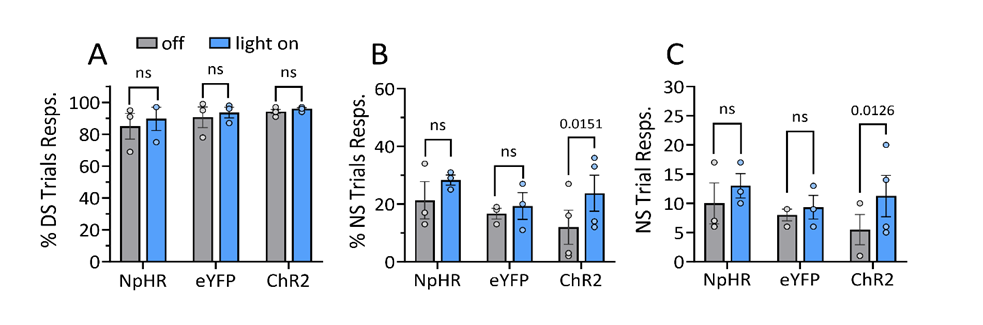 A
off
light on
% DS Trials Resps.
100
80
60
40
20
0
ns
ns
ns
NpHR
eYFP
ChR2
B
% NS Trials Resps.
60
40
20
0
ns
ns
0.0151
NpHR
eYFP
ChR2
C
NS Trial Resps.
30
25
20
15
10
5
0
ns
ns
0.0126
NpHR
eYFP
ChR2